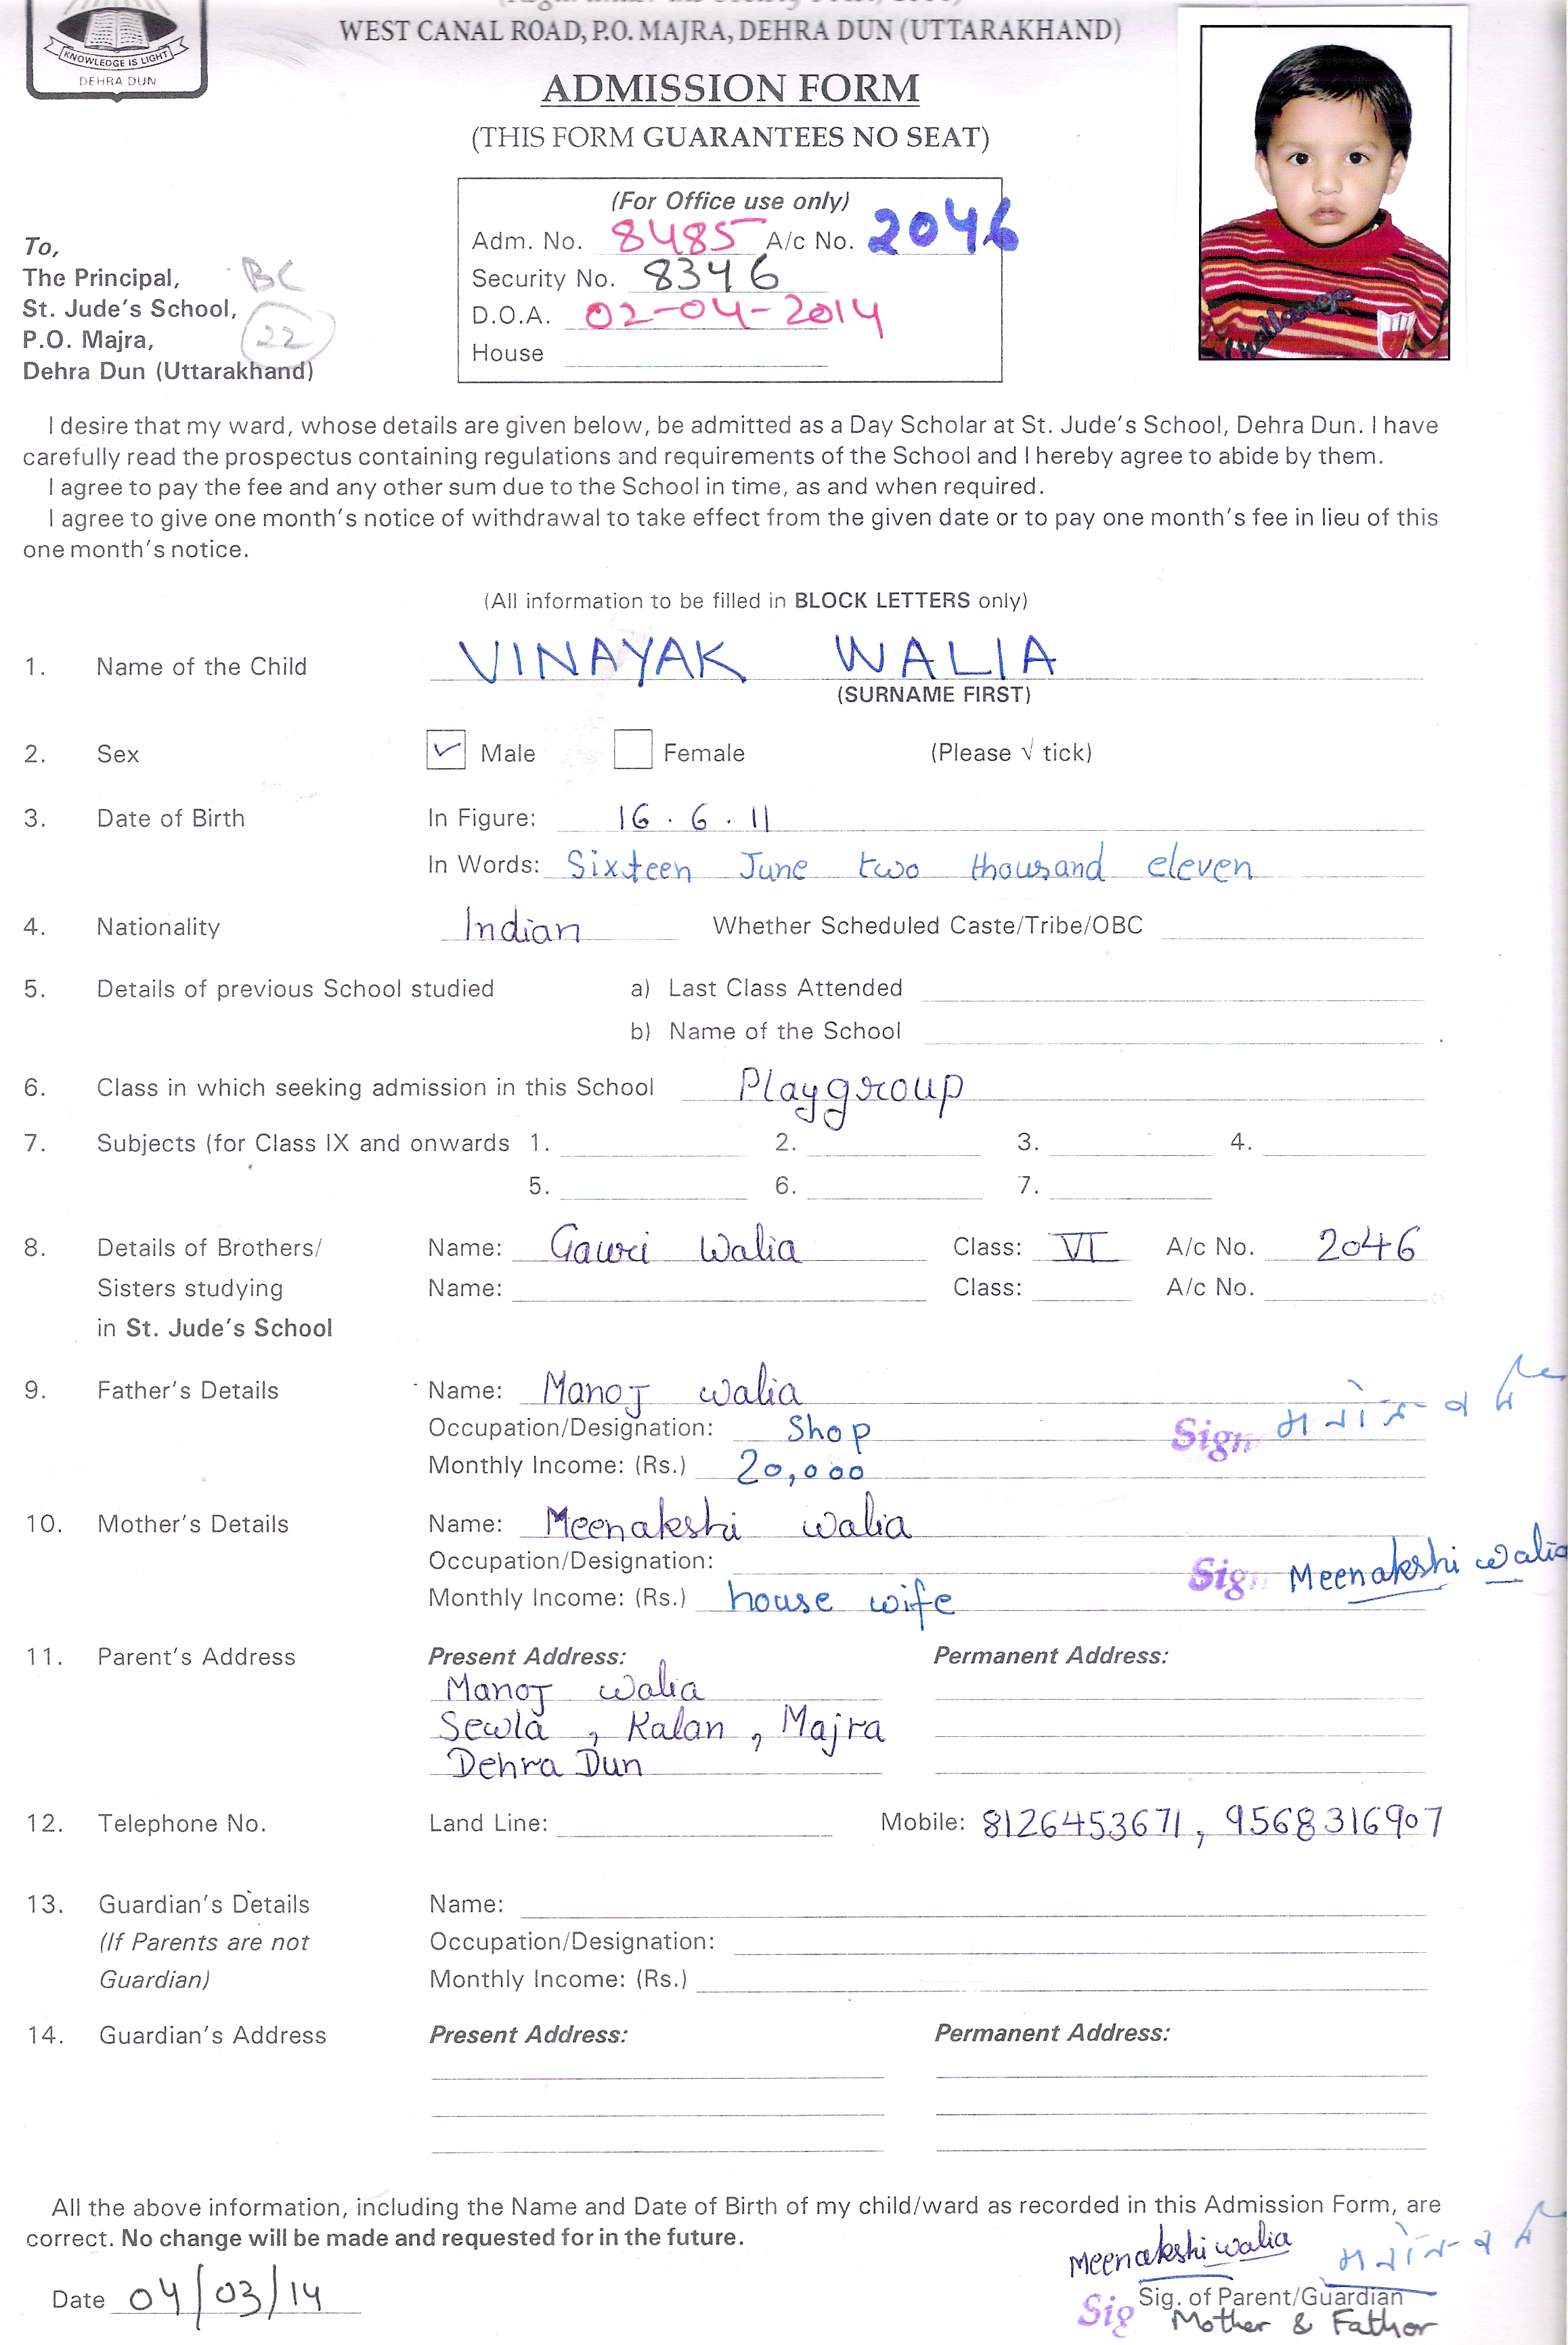 KNOWLEDGE IS LIGHT
DEHRA DUN
WEST CANAL ROAD, P.O. MAJRA, DEHRA DUN (UTTARAKHAND)
ADMISSION FORM
(THIS FORM GUARANTEES NO SEAT)
(For Office use only)
Adm. No. 8485 A/c No. 2046
Security No. 8346
D.O.A. 02-04-2014
House
To,
The Principal, BC
St. Jude's School,
P.O. Majra, 22
Dehra Dun (Uttarakhand)
I desire that my ward, whose details are given below, be admitted as a Day Scholar at St. Jude's School, Dehra Dun. I have
carefully read the prospectus containing regulations and requirements of the School and I hereby agree to abide by them.
I agree to pay the fee and any other sum due to the School in time, as and when required.
I agree to give one month's notice of withdrawal to take effect from the given date or to pay one month's fee in lieu of this
one month's notice.
(All information to be filled in BLOCK LETTERS only)
1. Name of the Child VINAYAK WALIA
(SURNAME FIRST)
2. Sex Male Female (Please √ tick)
3. Date of Birth In Figure: 16 . 6 . 11
In Words: Sixteen June two thousand eleven
4. Nationality Indian Whether Scheduled Caste/Tribe/OBC
5. Details of previous School studied a) Last Class Attended
b) Name of the School
6. Class in which seeking admission in this School Playgroup
7. Subjects (for Class IX and onwards 1. 2. 3. 4.
5. 6. 7.
8. Details of Brothers/ Name: Gauri Walia Class: VI A/c No. 2046
Sisters studying Name: Class: A/c No.
in St. Jude's School
9. Father's Details Name: Manoj walia
Occupation/Designation: Shop Sign
Monthly Income: (Rs.) 20,000
10. Mother's Details Name: Meenakshi walia
Occupation/Designation: Sig Meenakshi walia
Monthly Income: (Rs.) house wife
11. Parent's Address Present Address: Permanent Address:
Manoj walia
Sewla , Kalan , Majra
Dehra Dun
12. Telephone No. Land Line: Mobile: 8126453671, 9568316907
13. Guardian's Details Name:
(If Parents are not Occupation/Designation:
Guardian) Monthly Income: (Rs.)
14. Guardian's Address Present Address: Permanent Address:
All the above information, including the Name and Date of Birth of my child/ward as recorded in this Admission Form, are
correct. No change will be made and requested for in the future.
Meenakshi walia
Date 04/03/14 Sig. of Parent/Guardian
Sig Mother & Father